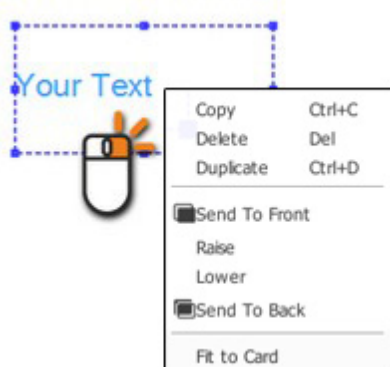 Your Text
Copy Ctrl+C
Delete Del
Duplicate Ctrl+D
Send To Front
Raise
Lower
Send To Back
Fit to Card